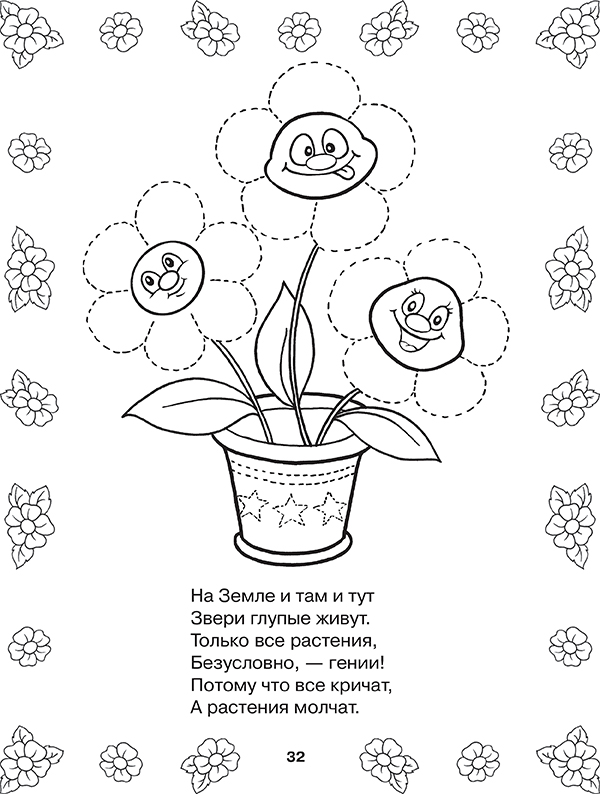 На Земле и там и тут
Звери глупые живут.
Только все растения,
Безусловно, — гении!
Потому что все кричат,
А растения молчат.
32